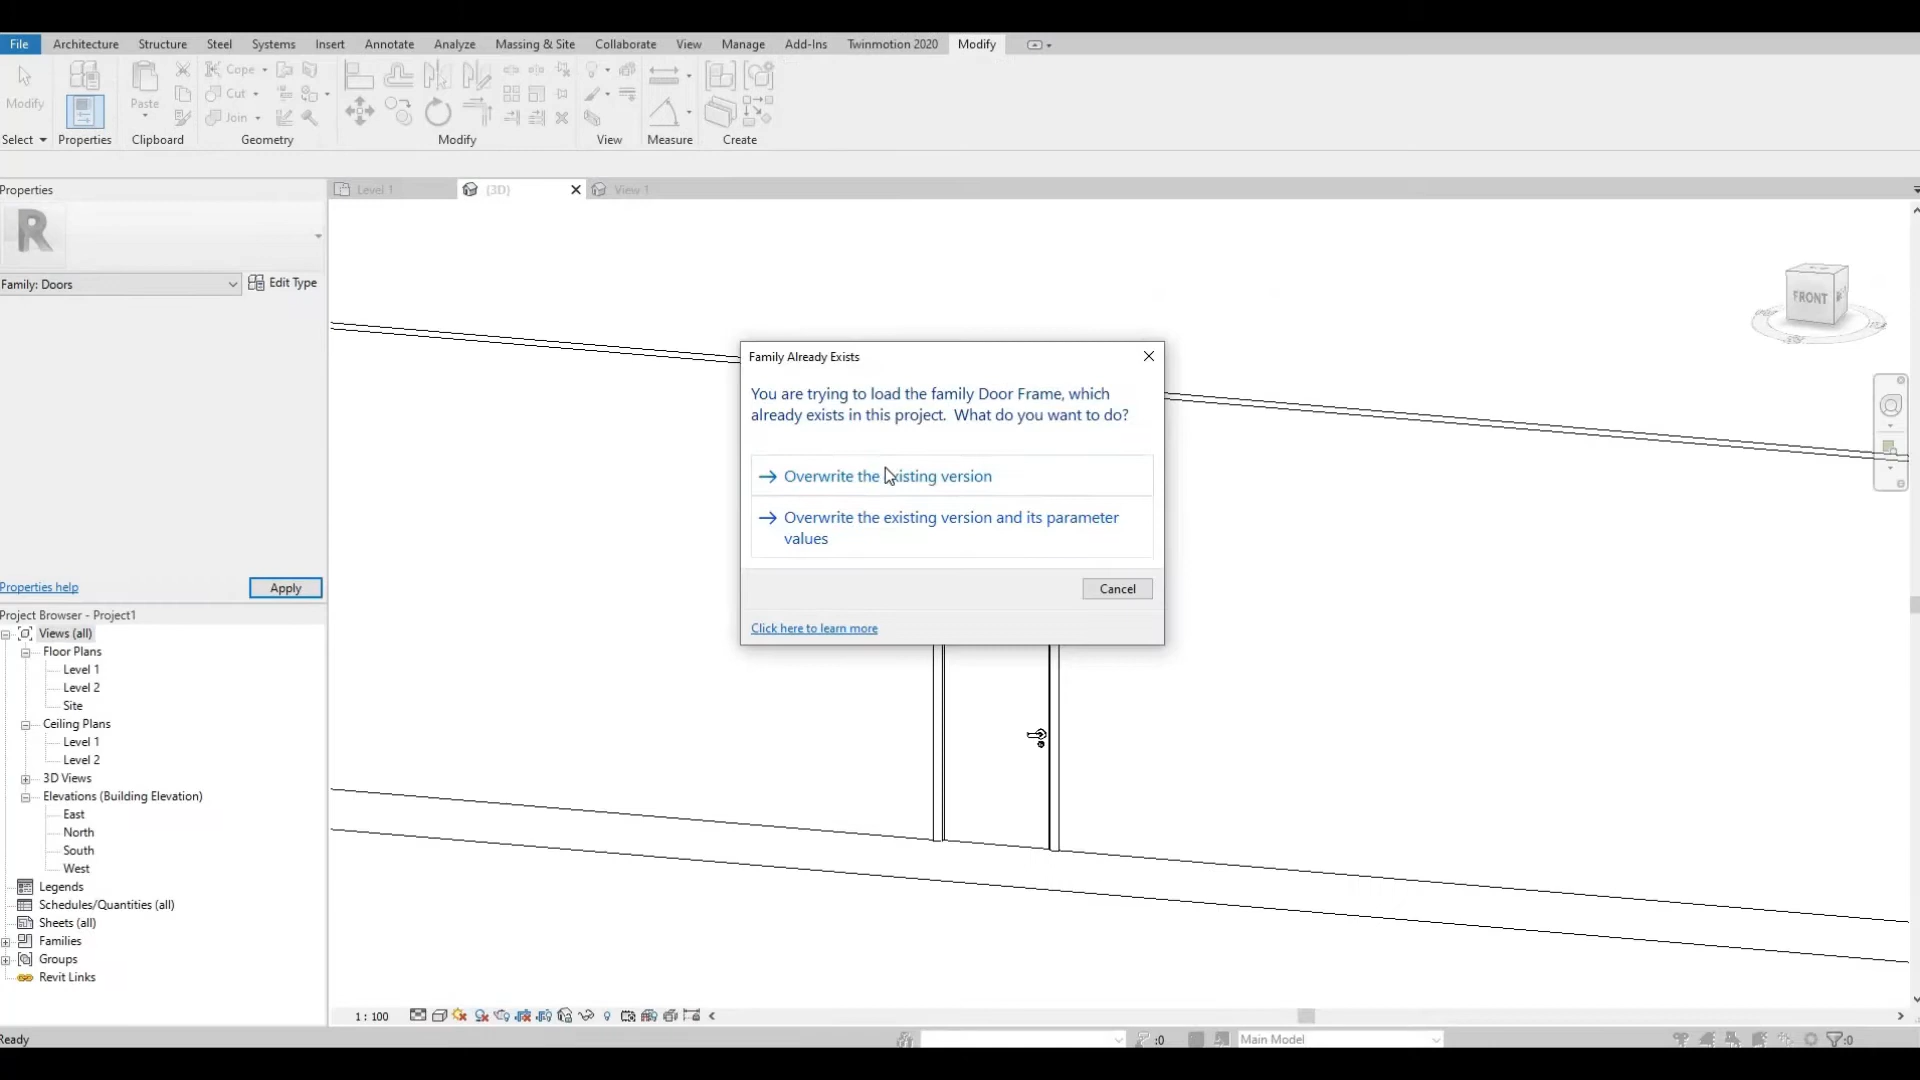 File Architecture Structure Steel Systems Insert Annotate Analyze Massing & Site Collaborate View Manage Add-Ins Twinmotion 2020 Modify
Cope
Cut
Join
Modify
Paste
Select Properties Clipboard Geometry Modify View Measure Create
Properties
Level 1
{3D}
View 1
R
Family: Doors
Edit Type
FRONT
Family Already Exists
You are trying to load the family Door Frame, which
already exists in this project. What do you want to do?
Overwrite the existing version
Overwrite the existing version and its parameter
values
Cancel
Click here to learn more
Properties help
Apply
Project Browser - Project1
Views (all)
Floor Plans
Level 1
Level 2
Site
Ceiling Plans
Level 1
Level 2
3D Views
Elevations (Building Elevation)
East
North
South
West
Legends
Schedules/Quantities (all)
Sheets (all)
Families
Groups
Revit Links
1 : 100
Ready
:0
Main Model
:0